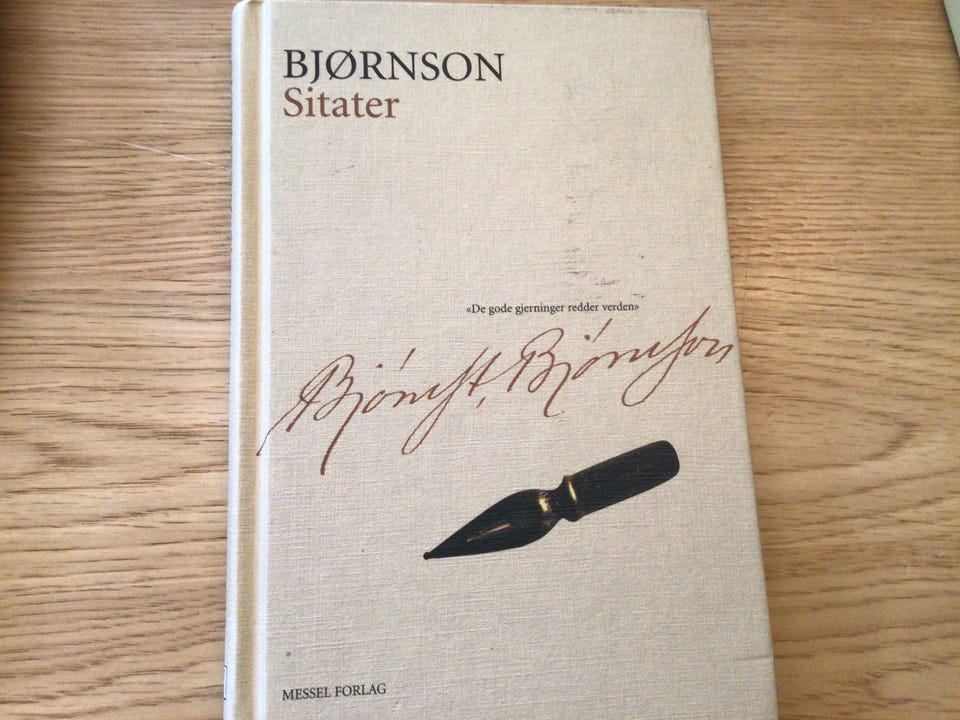 BJØRNSON
Sitater
«De gode gjerninger redder verden»
Bjørnst. Bjørnson
MESSEL FORLAG